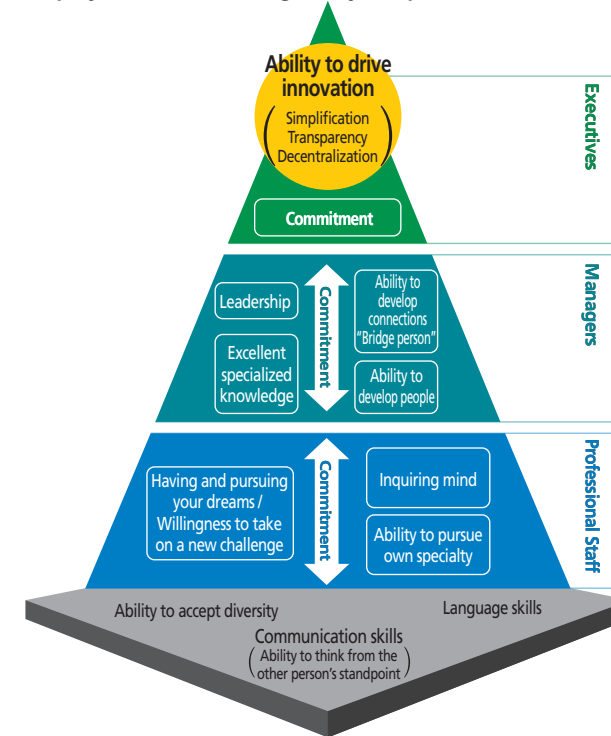 Ability to drive
innovation
(Simplification
Transparency
Decentralization)
Executives
Commitment
Managers
Leadership
Excellent
specialized
knowledge
Commitment
Ability to
develop
connections
"Bridge person"
Ability to
develop people
Professional Staff
Having and pursuing
your dreams /
Willingness to take
on a new challenge
Commitment
Inquiring mind
Ability to pursue
own specialty
Ability to accept diversity
Language skills
Communication skills
(Ability to think from the
other person's standpoint)